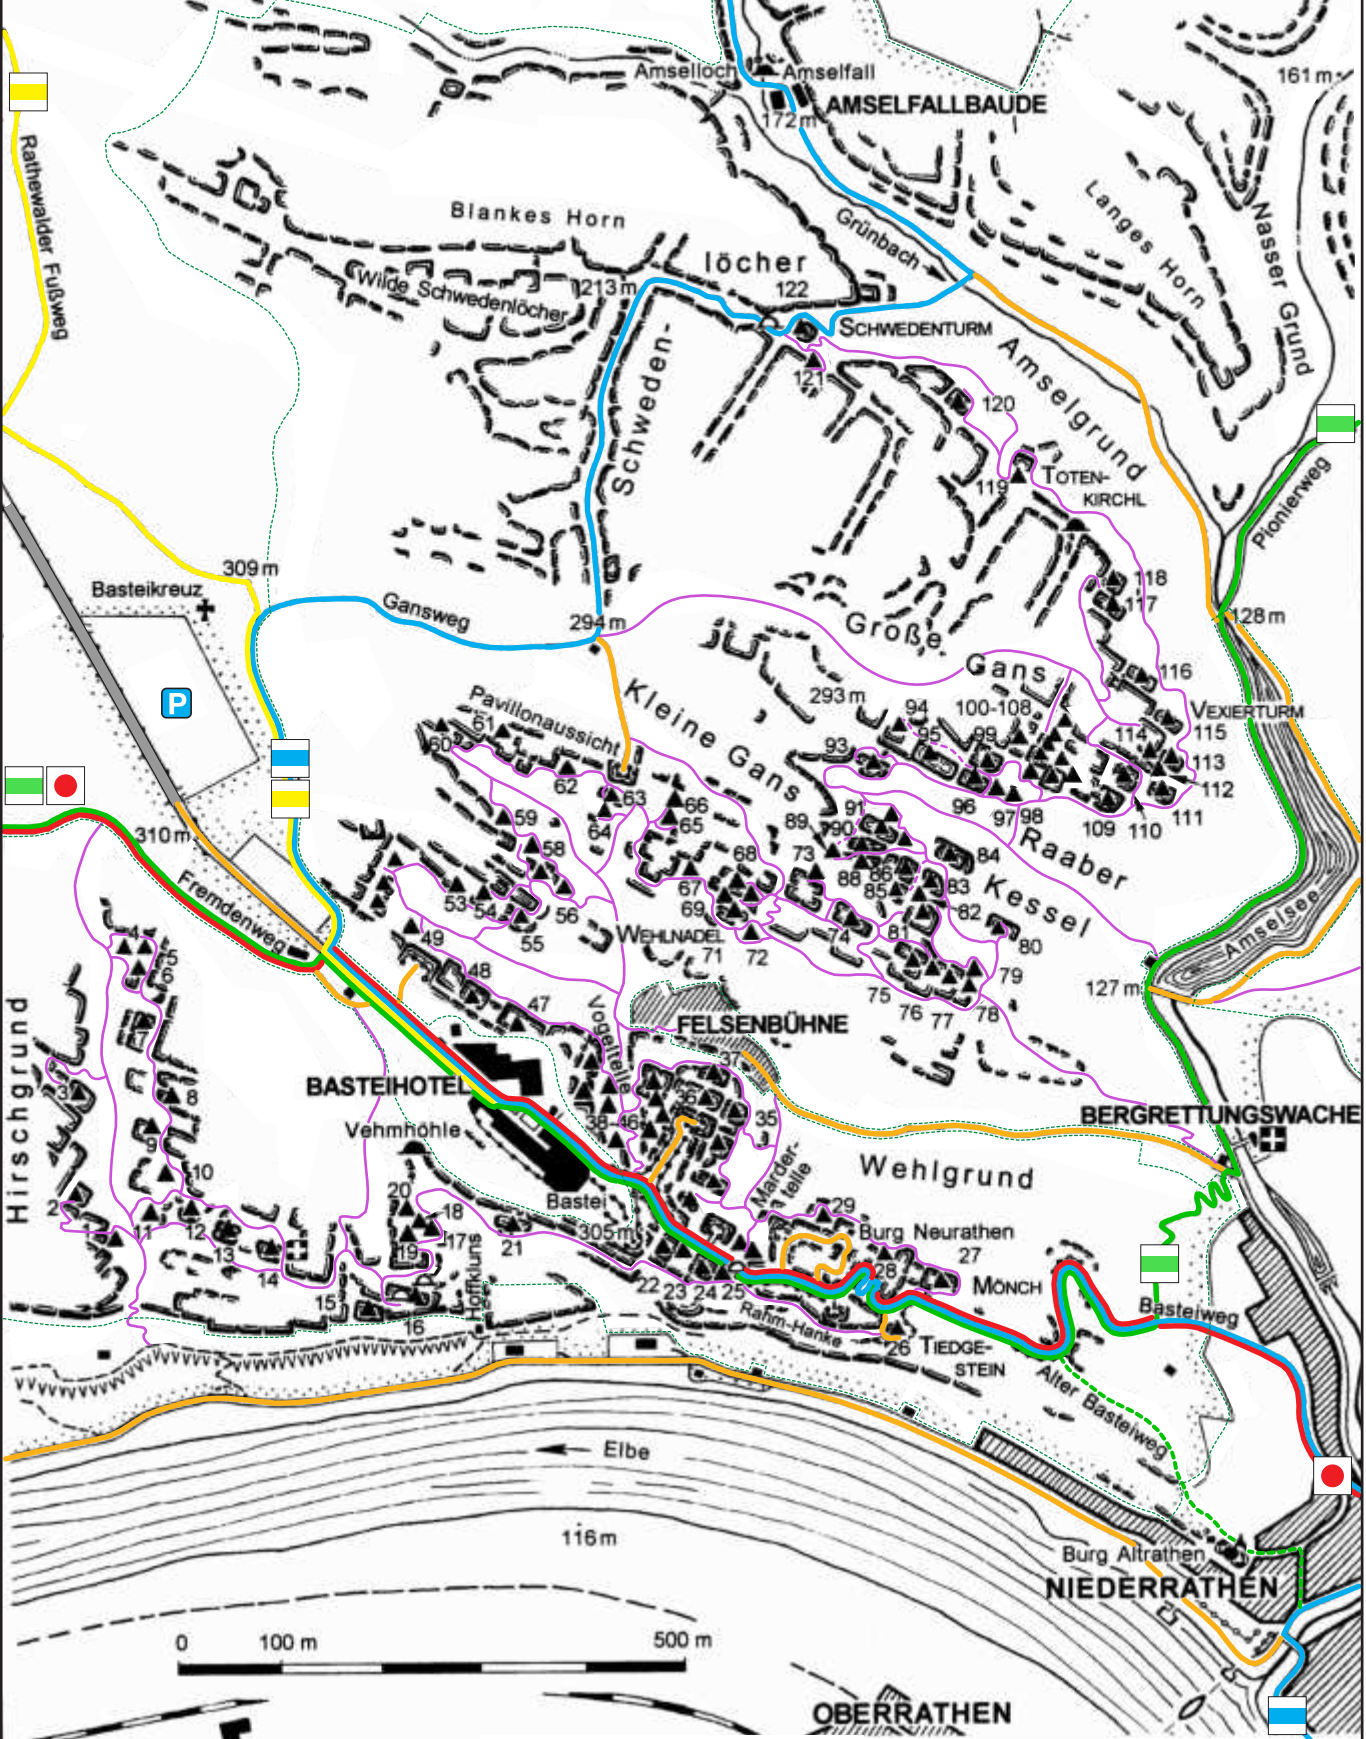 Amselloch
Amselfall
161 m
AMSELFALLBAUDE
172 m
Rathewalder Fußweg
Blankes Horn
Grünbach
Langes Horn
Nasser Grund
Wilde Schwedenlöcher
213 m
löcher
122
SCHWEDENTURM
Schweden-
Amselgrund
121
120
119
TOTEN-
KIRCHL
Pionierweg
309 m
Basteikreuz
Gansweg
294 m
118
117
128 m
Große
Gans
116
P
Kleine Gans
293 m
Pavillonaussicht
61
60
94
95
100-108
99
VEXIERTURM
115
114
113
112
111
110
109
93
62
63
64
66
65
96
97
98
59
58
91
90
89
310 m
Raaber
Kessel
73
68
67
69
88
86
85
84
83
82
81
80
53
54
55
56
Fremdenweg
49
48
47
WEHLNADEL
71
72
74
75
76
77
78
79
Amselsee
127 m
4
5
6
7
8
9
10
3
2
1
11
12
13
14
15
16
Hirschgrund
Vogeltelle
FELSENBÜHNE
37
36
35
38-46
BASTEIHOTEL
Vehmhöhle
BERGRETTUNGSWACHE
Wehlgrund
Marder-
telle
Bastei
305 m
20
18
17
19
21
22
23
24
25
29
Burg Neurathen
27
28
MÖNCH
Hoffkluns
Rahm-Hanke
26
TIEDGE-
STEIN
Basteiweg
Alter Basteiweg
Elbe
116 m
Burg Altrathen
NIEDERRATHEN
0
100 m
500 m
OBERRATHEN